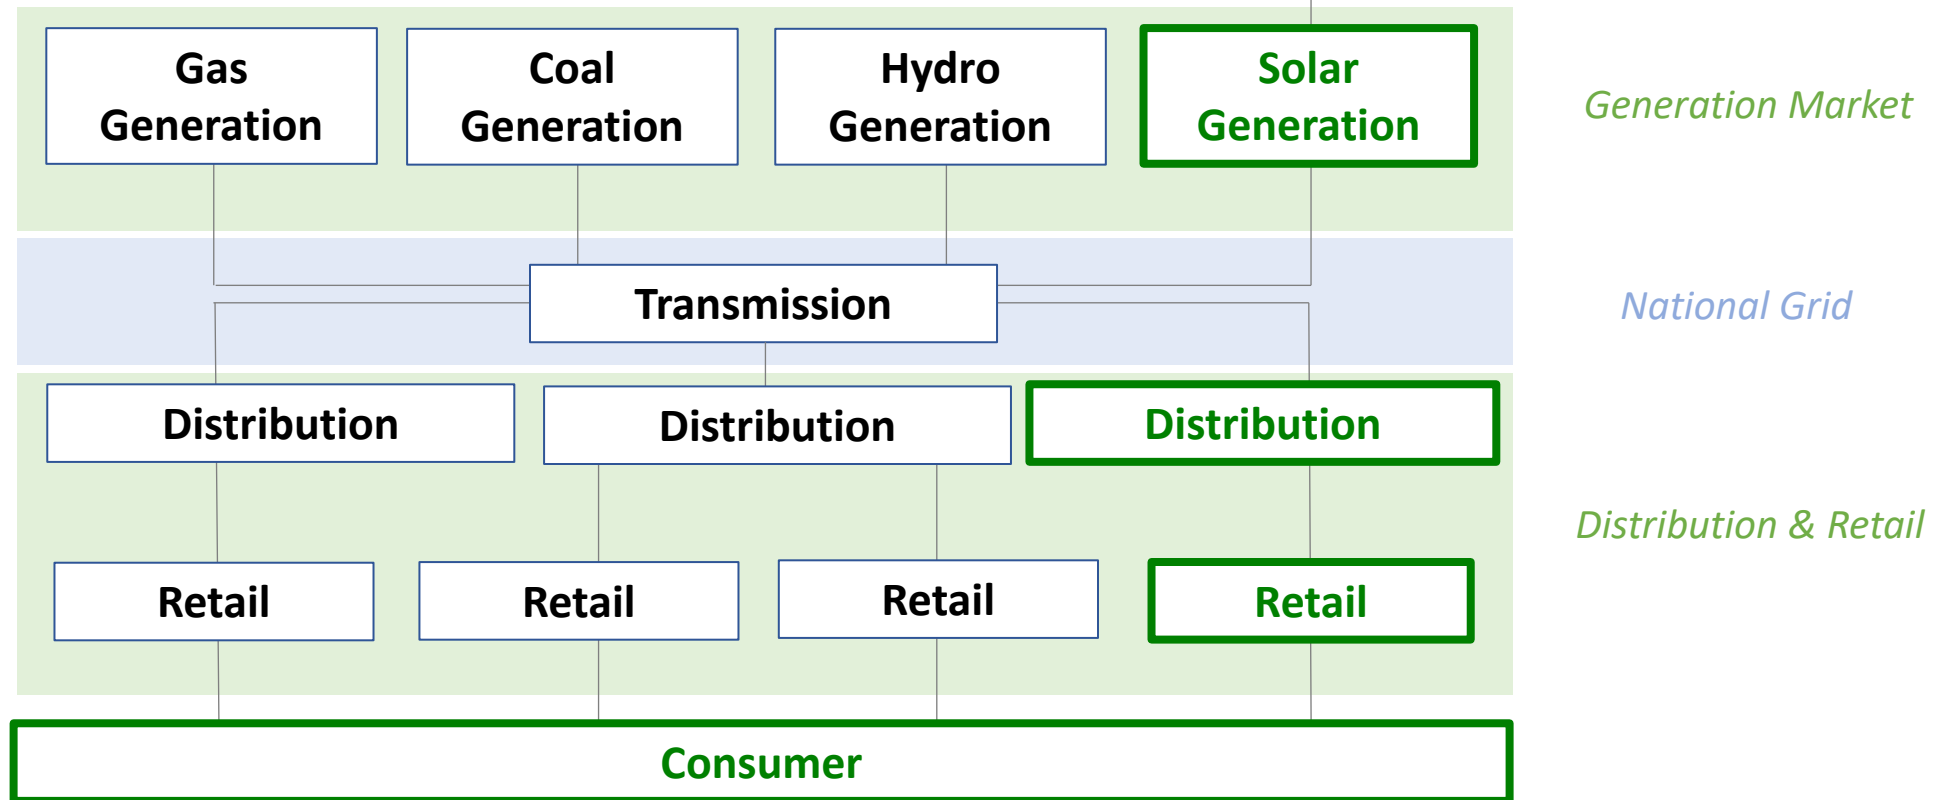 Gas
Generation
Coal
Generation
Hydro
Generation
Solar
Generation
Generation Market
Transmission
National Grid
Distribution
Distribution
Distribution
Distribution & Retail
Retail
Retail
Retail
Retail
Consumer